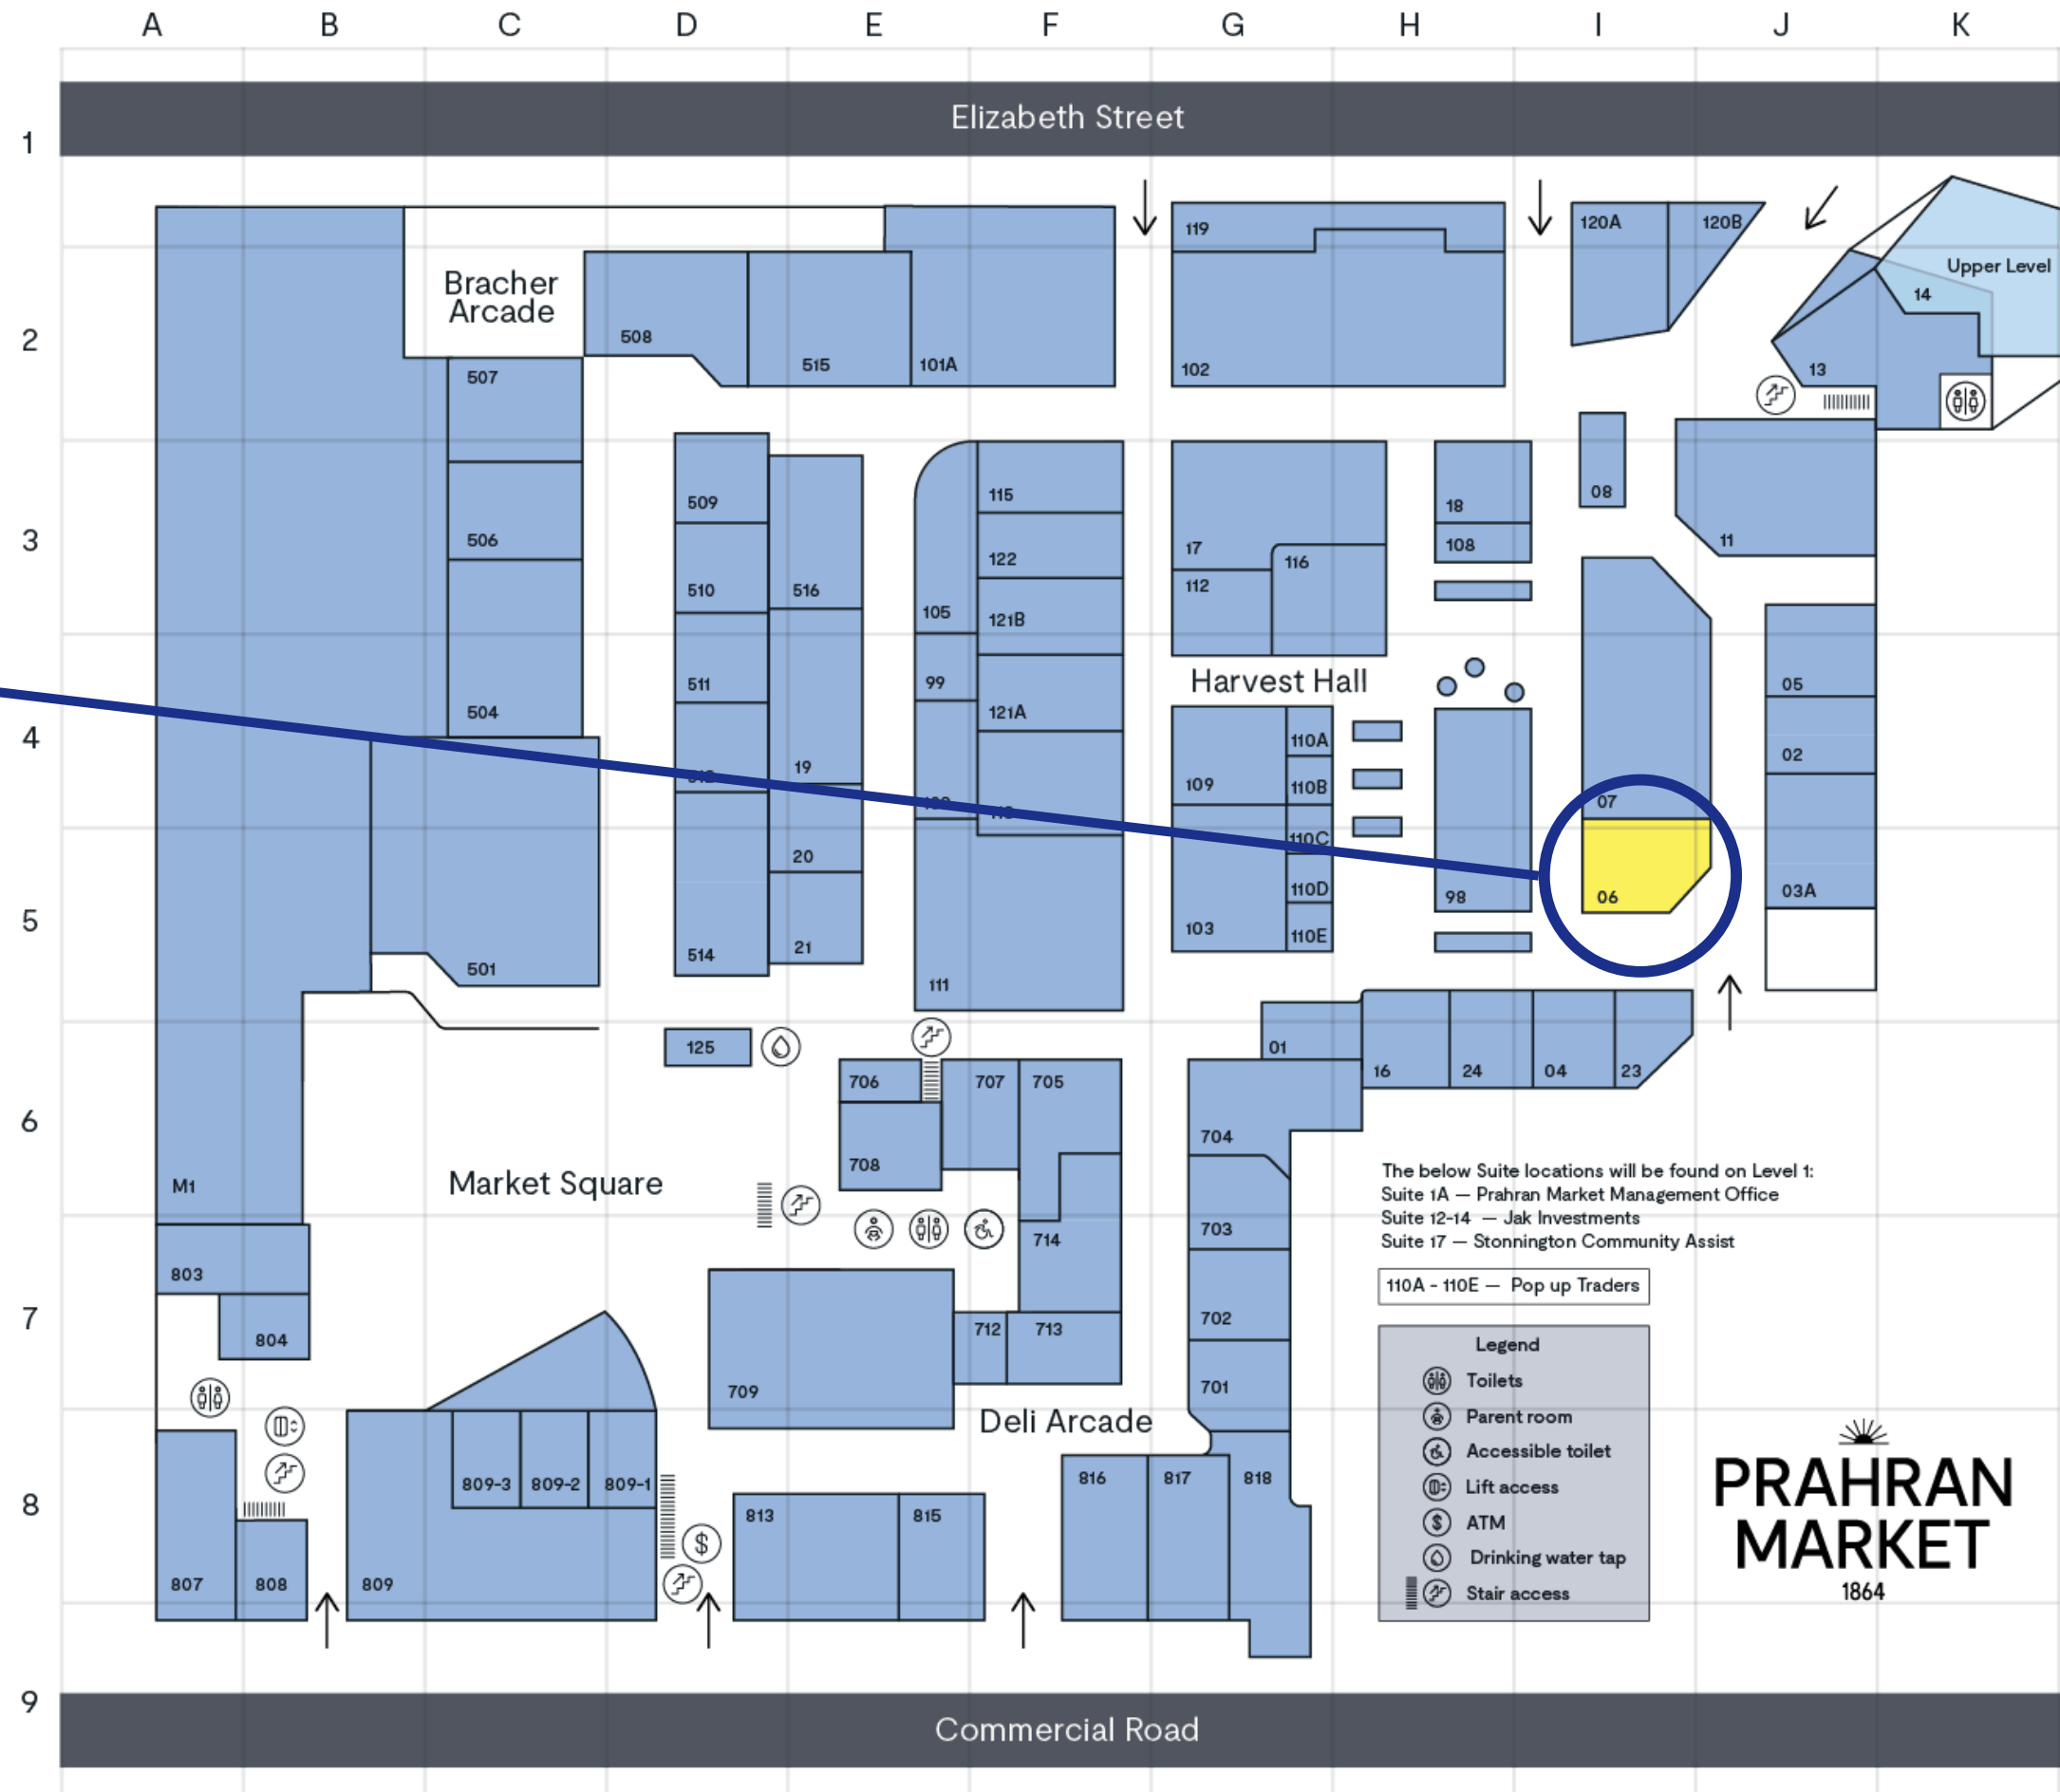 A B C D E F G H I J K
Elizabeth Street
1
119
120A 120B
Upper Level
Bracher
Arcade
14
2
508
515 101A
102
13
507
509
115
18
08
3
506
17
108
11
122
116
510
516
112
105
121B
Harvest Hall
511
99
05
504
121A
4
110A
02
19
109
110B
07
110C
20
03A
110D
98
06
5
103
110E
514
21
501
111
125
01
706
707 705
16 24 04 23
6
704
708
The below Suite locations will be found on Level 1:
Suite 1A — Prahran Market Management Office
Suite 12-14 — Jak Investments
Suite 17 — Stonnington Community Assist
M1
Market Square
703
714
803
110A - 110E — Pop up Traders
7
702
712 713
804
Legend
Toilets
Parent room
Accessible toilet
Lift access
ATM
Drinking water tap
Stair access
709
701
Deli Arcade
816 817 818
809-3 809-2 809-1
8
813 815
807 808 809
PRAHRAN
MARKET
1864
9
Commercial Road